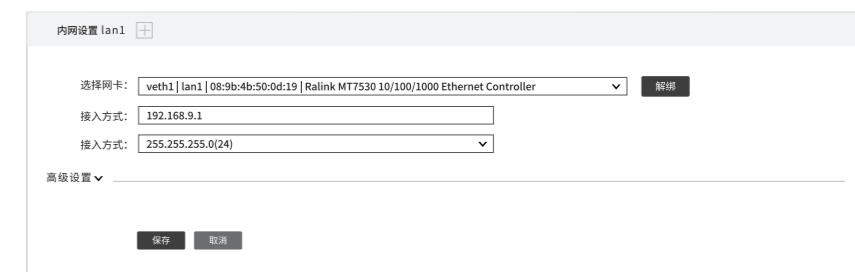 内网设置 lan1
选择网卡： veth1 | lan1 | 08:9b:4b:50:0d:19 | Ralink MT7530 10/100/1000 Ethernet Controller 解绑
接入方式： 192.168.9.1
接入方式： 255.255.255.0(24)
高级设置
保存 取消